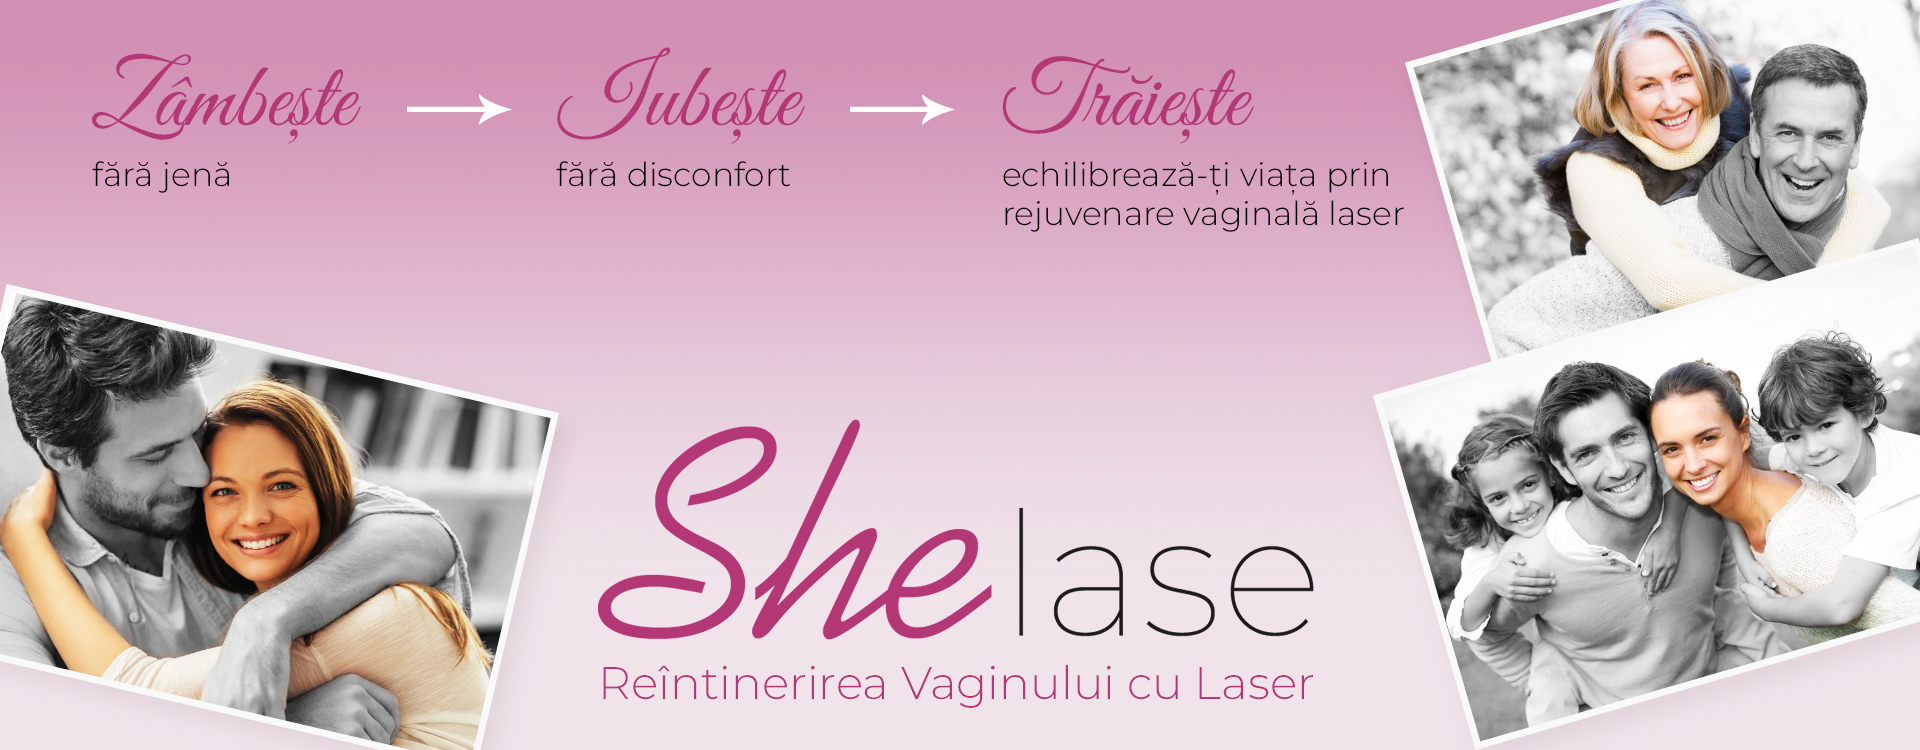 Zâmbește
fără jenă
Iubește
fără disconfort
Trăiește
echilibrează-ți viața prin
rejuvenare vaginală laser
She lase
Reîntinerirea Vaginului cu Laser